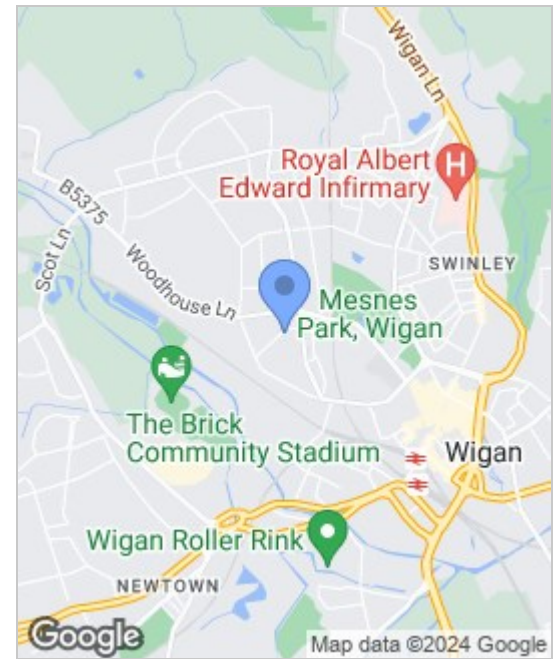 Wigan Ln
Royal Albert
Edward Infirmary
H
B5375
Scot Ln
Woodhouse Ln
SWINLEY
Mesnes
Park, Wigan
The Brick
Community Stadium
Wigan
Wigan Roller Rink
NEWTOWN
Google
Map data ©2024 Google